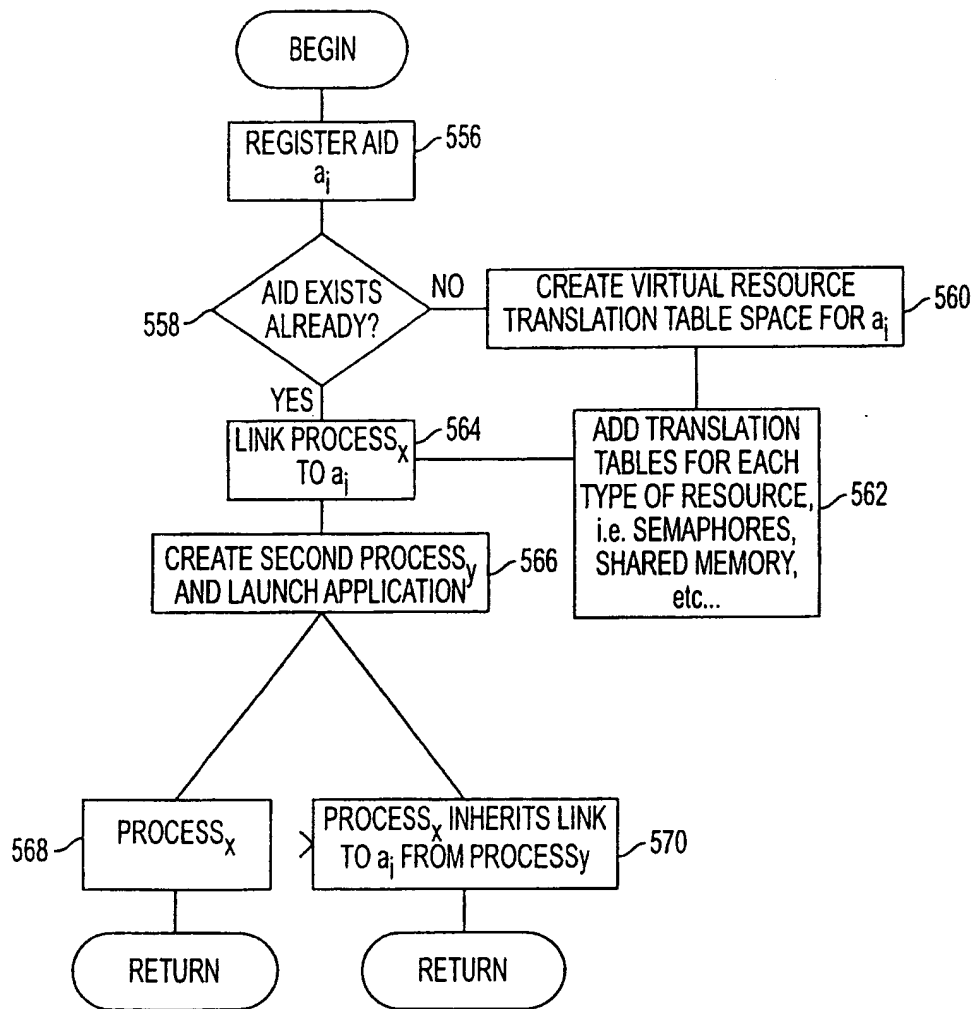 BEGIN
REGISTER AID
a_i
556
AID EXISTS
ALREADY?
558
NO
YES
CREATE VIRTUAL RESOURCE
TRANSLATION TABLE SPACE FOR a_i
560
ADD TRANSLATION
TABLES FOR EACH
TYPE OF RESOURCE,
i.e. SEMAPHORES,
SHARED MEMORY,
etc...
562
LINK PROCESS_x
TO a_i
564
CREATE SECOND PROCESS_y
AND LAUNCH APPLICATION
566
568
PROCESS_x
PROCESS_x INHERITS LINK
TO a_i FROM PROCESS_y
570
RETURN
RETURN